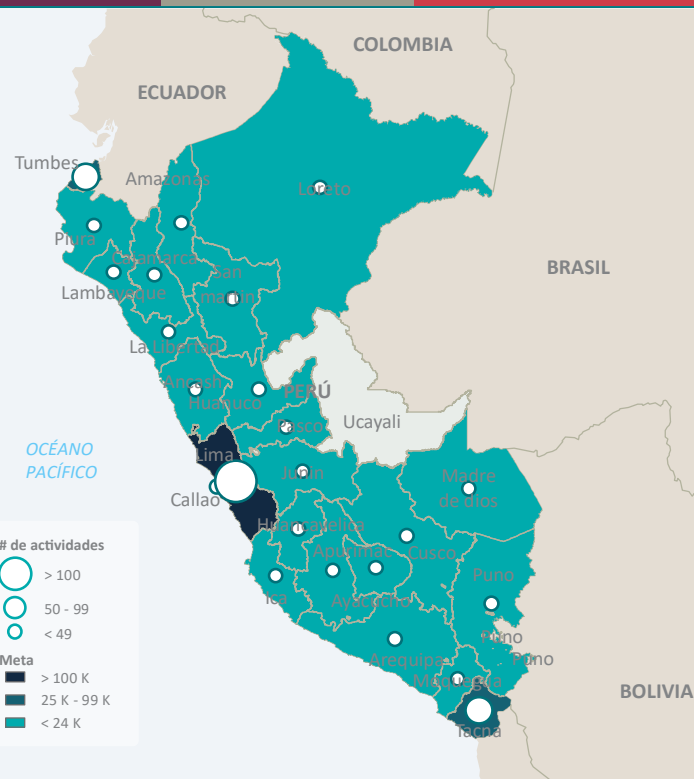 COLOMBIA
ECUADOR
Tumbes
Amazonas
Loreto
Piura
Cajamarca
San
martín
BRASIL
Lambayeque
La Libertad
Ancash
PERÚ
Huanuco
Ucayali
Pasco
OCÉANO
PACÍFICO
Lima
Junín
Madre
de dios
Callao
Huancavelica
Apurimac
Cusco
Puno
Ica
Ayacucho
Puno
Puno
Arequipa
Moquegua
BOLIVIA
Tacna
# de actividades
> 100
50 - 99
< 49
Meta
> 100 K
25 K - 99 K
< 24 K